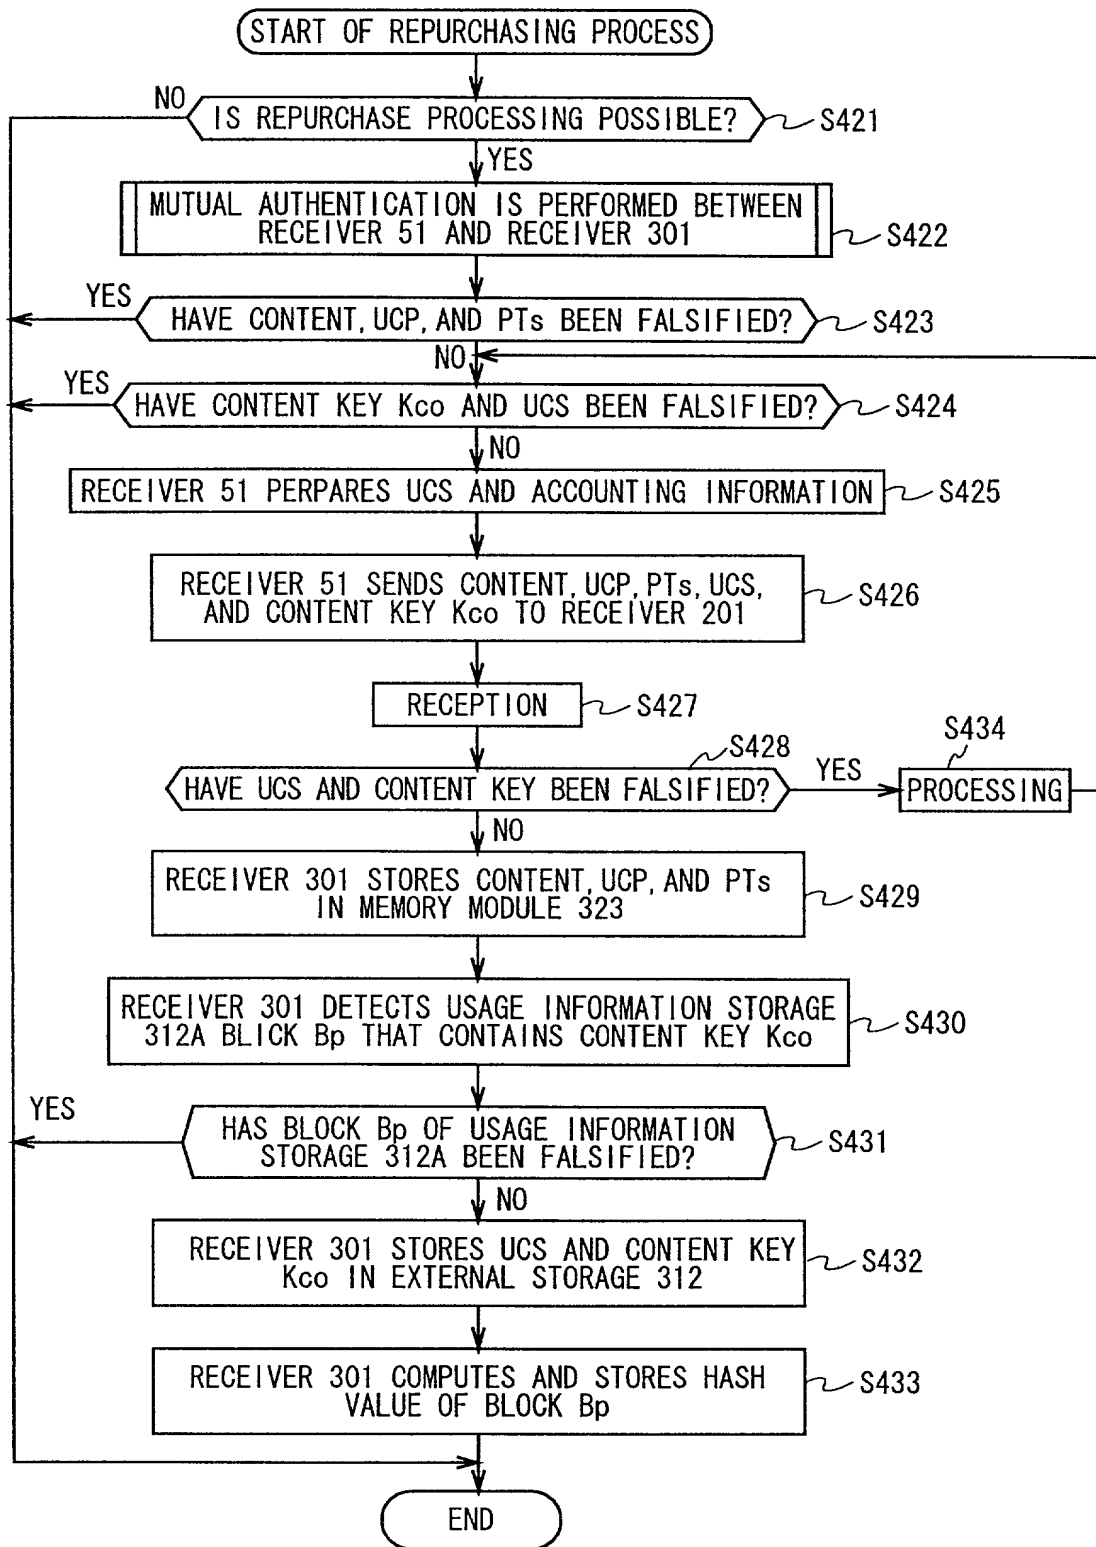 START OF REPURCHASING PROCESS
NO
IS REPURCHASE PROCESSING POSSIBLE?
S421
YES
MUTUAL AUTHENTICATION IS PERFORMED BETWEEN
RECEIVER 51 AND RECEIVER 301
S422
YES
HAVE CONTENT, UCP, AND PTs BEEN FALSIFIED?
S423
NO
YES
HAVE CONTENT KEY Kco AND UCS BEEN FALSIFIED?
S424
NO
RECEIVER 51 PERPARES UCS AND ACCOUNTING INFORMATION
S425
RECEIVER 51 SENDS CONTENT, UCP, PTs, UCS,
AND CONTENT KEY Kco TO RECEIVER 201
S426
RECEPTION
S427
S428
HAVE UCS AND CONTENT KEY BEEN FALSIFIED?
YES
S434
PROCESSING
NO
RECEIVER 301 STORES CONTENT, UCP, AND PTs
IN MEMORY MODULE 323
S429
RECEIVER 301 DETECTS USAGE INFORMATION STORAGE
312A BLICK Bp THAT CONTAINS CONTENT KEY Kco
S430
YES
HAS BLOCK Bp OF USAGE INFORMATION
STORAGE 312A BEEN FALSIFIED?
S431
NO
RECEIVER 301 STORES UCS AND CONTENT KEY
Kco IN EXTERNAL STORAGE 312
S432
RECEIVER 301 COMPUTES AND STORES HASH
VALUE OF BLOCK Bp
S433
END